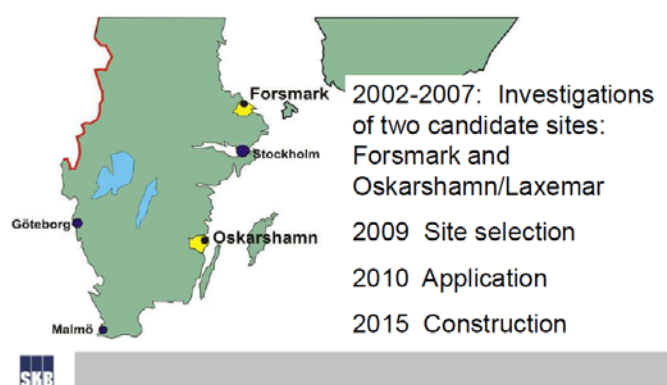 Forsmark
Stockholm
Göteborg
Oskarshamn
Malmö
2002-2007: Investigations
of two candidate sites:
Forsmark and
Oskarshamn/Laxemar
2009 Site selection
2010 Application
2015 Construction
SKB